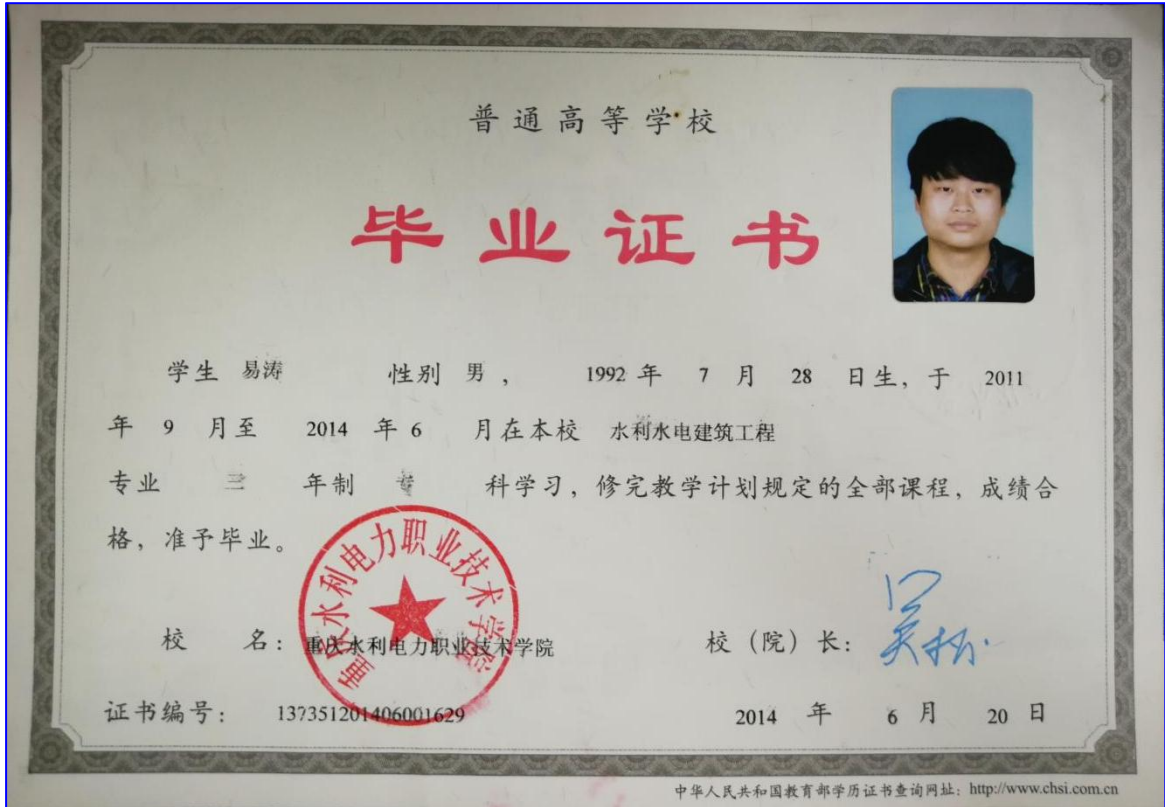 普通高等学校
毕业证书
学生 易涛 性别 男 ， 1992 年 7 月 28 日生，于 2011
年 9 月至 2014 年 6 月在本校 水利水电建筑工程
专业 三 年制 专 科学习，修完教学计划规定的全部课程，成绩合
格，准予毕业。
重庆水利电力职业技术学院
校 名：重庆水利电力职业技术学院 校（院）长：吴松
证书编号： 137351201406001629 2014 年 6 月 20 日
中华人民共和国教育部学历证书查询网址：http://www.chsi.com.cn